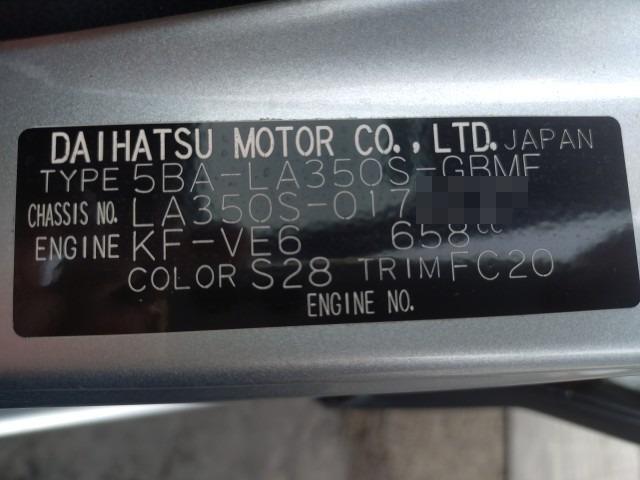 DAIHATSU MOTOR CO.,LTD. JAPAN
TYPE 5BA-LA350S-GBMF
CHASSIS NO. LA350S-017
ENGINE KF-VE6 658cc
COLOR S28 TRIM FC20
ENGINE NO.